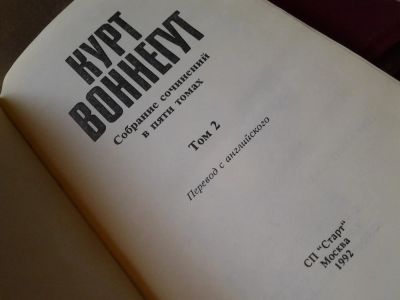 КУРТ
ВОННЕГУТ
Собрание сочинений
в пяти томах
Том 2
Перевод с английского
СП "Старт"
Москва
1992